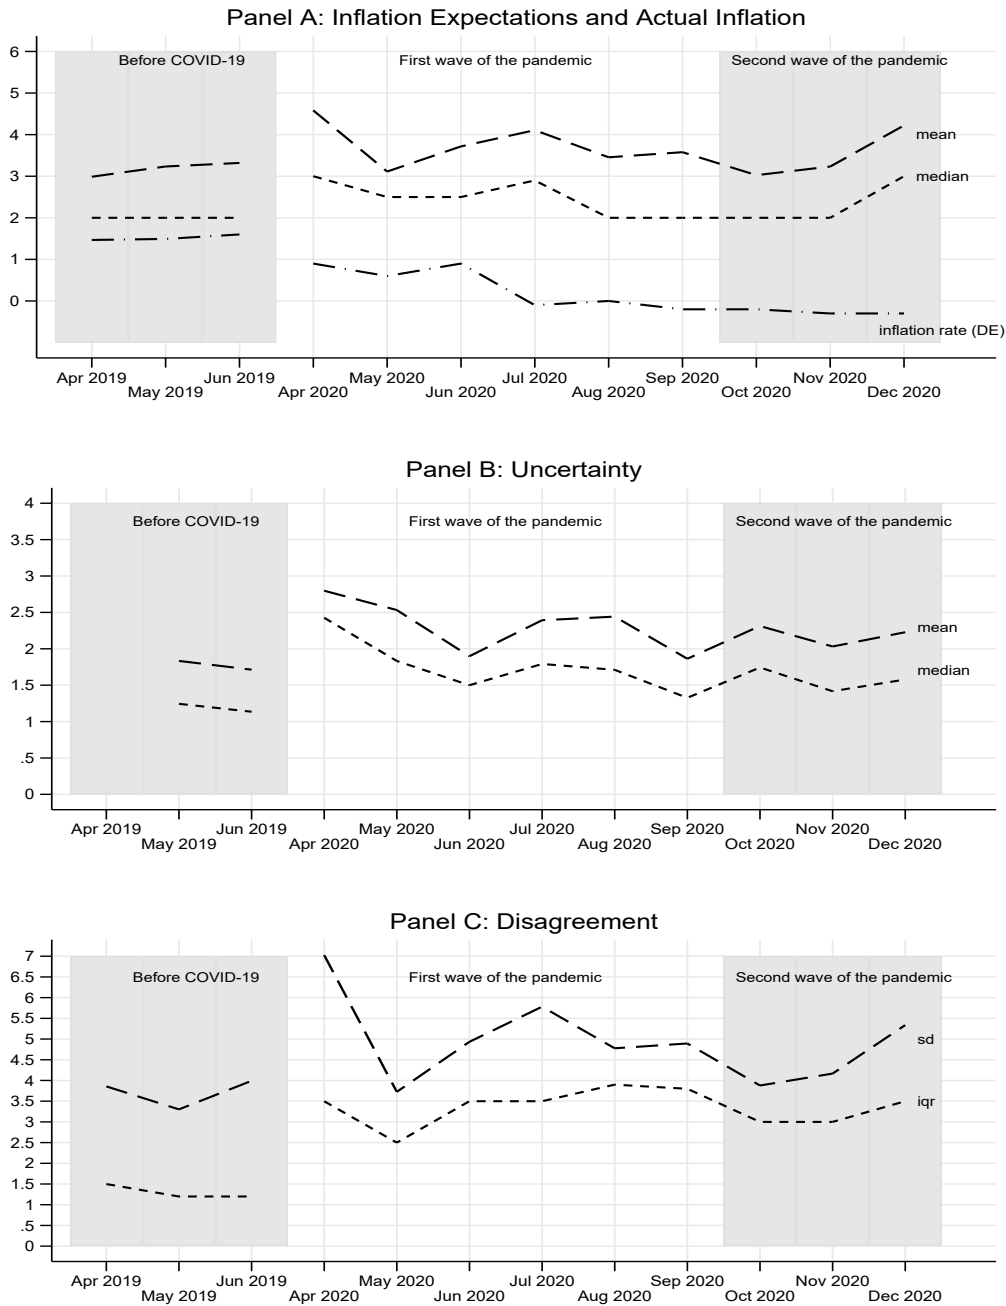 Panel A: Inflation Expectations and Actual Inflation
Before COVID-19 First wave of the pandemic Second wave of the pandemic
6
5
4
3
2
1
0
mean
median
inflation rate (DE)
Apr 2019 Jun 2019 May 2020 Jul 2020 Sep 2020 Nov 2020
May 2019 Apr 2020 Jun 2020 Aug 2020 Oct 2020 Dec 2020
Panel B: Uncertainty
Before COVID-19 First wave of the pandemic Second wave of the pandemic
4
3.5
3
2.5
2
1.5
1
.5
0
mean
median
Apr 2019 Jun 2019 May 2020 Jul 2020 Sep 2020 Nov 2020
May 2019 Apr 2020 Jun 2020 Aug 2020 Oct 2020 Dec 2020
Panel C: Disagreement
Before COVID-19 First wave of the pandemic Second wave of the pandemic
7
6.5
6
5.5
5
4.5
4
3.5
3
2.5
2
1.5
1
.5
0
sd
iqr
Apr 2019 Jun 2019 May 2020 Jul 2020 Sep 2020 Nov 2020
May 2019 Apr 2020 Jun 2020 Aug 2020 Oct 2020 Dec 2020